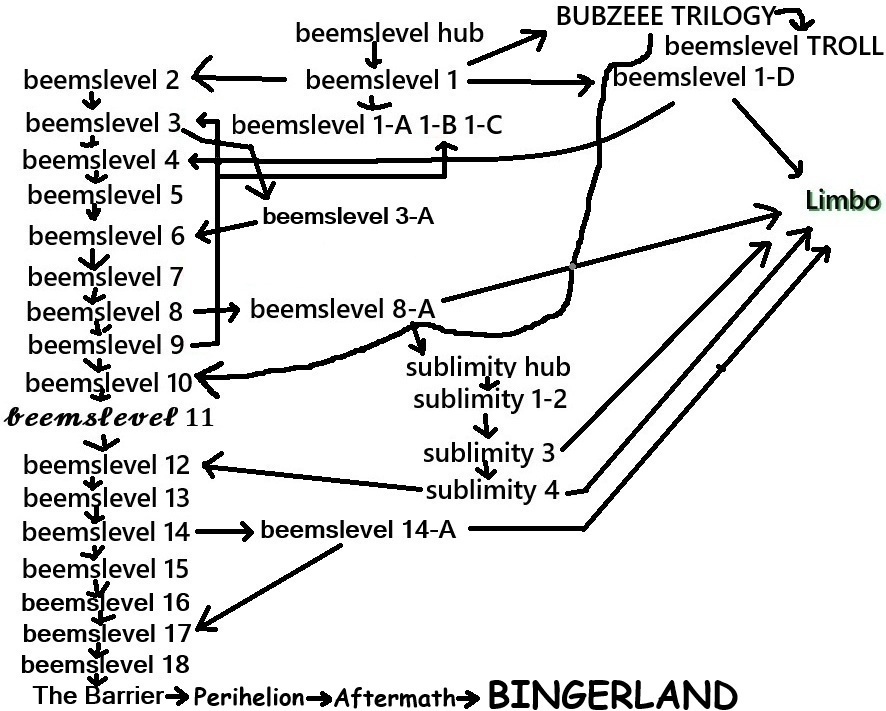 BUBZEEE TRILOGY
beemslevel hub
beemslevel TROLL
beemslevel 2
beemslevel 1
beemslevel 1-D
beemslevel 3
beemslevel 1-A 1-B 1-C
beemslevel 4
beemslevel 5
Limbo
beemslevel 3-A
beemslevel 6
beemslevel 7
beemslevel 8
beemslevel 8-A
beemslevel 9
sublimity hub
beemslevel 10
sublimity 1-2
beemslevel 11
sublimity 3
beemslevel 12
sublimity 4
beemslevel 13
beemslevel 14
beemslevel 14-A
beemslevel 15
beemslevel 16
beemslevel 17
beemslevel 18
The Barrier Perihelion Aftermath BINGERLAND